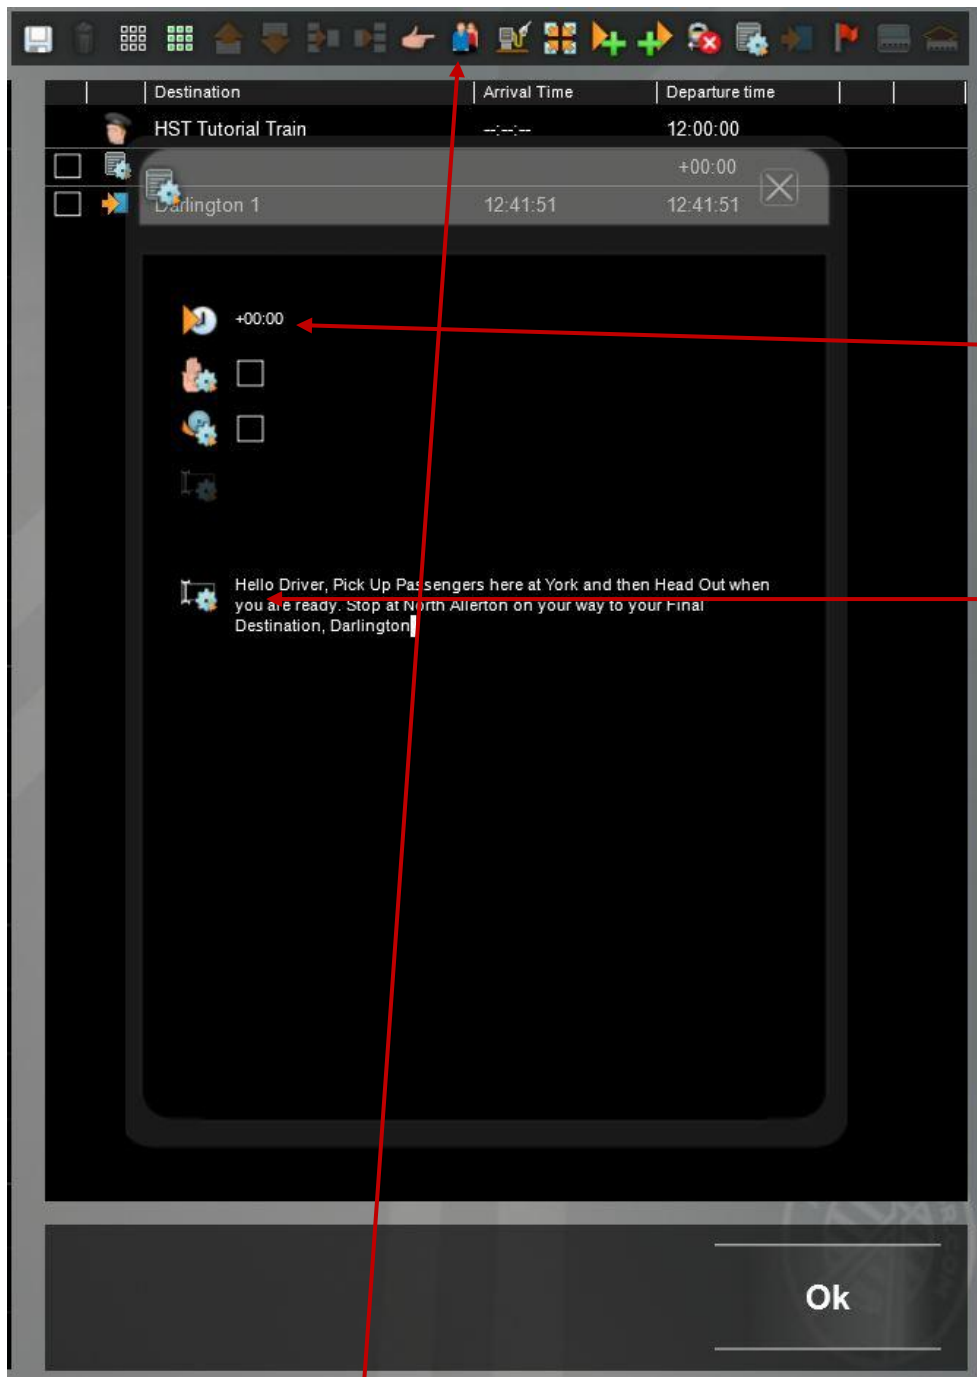 Destination Arrival Time Departure time
HST Tutorial Train --:--:-- 12:00:00
+00:00
Darlington 1 12:41:51 12:41:51
+00:00
Hello Driver, Pick Up Passengers here at York and then Head Out when
you are ready. Stop at North Allerton on your way to your Final
Destination, Darlington
Ok